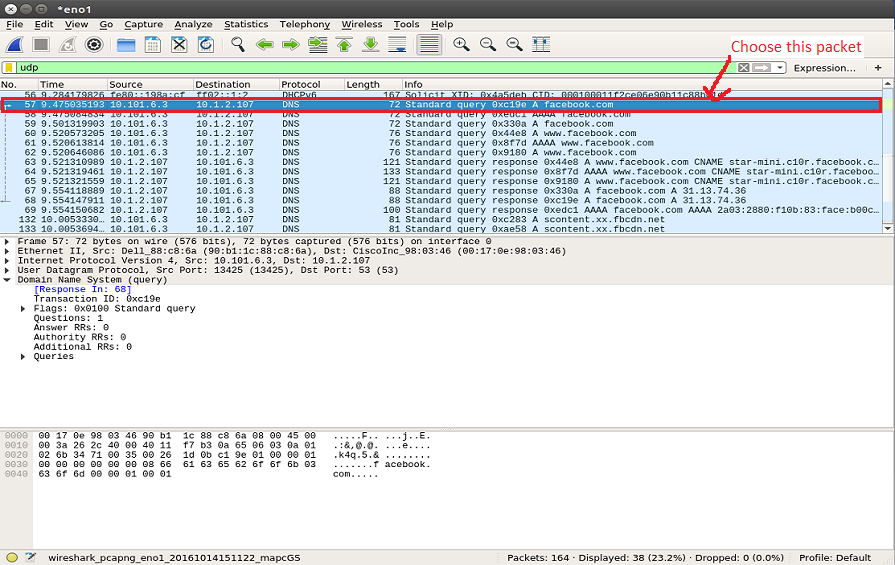 *eno1
File Edit View Go Capture Analyze Statistics Telephony Wireless Tools Help
Choose this packet
udp Expression... +
No. Time Source Destination Protocol Length Info
56 9.284179826 fe80::198a:cf… ff02::1:2 DHCPv6 167 Solicit XID: 0x4a5deb CID: 000100011f2ce06e90b11c88
57 9.475035193 10.101.6.3 10.1.2.107 DNS 72 Standard query 0xc19e A facebook.com
58 9.475084834 10.101.6.3 10.1.2.107 DNS 72 Standard query 0xedc1 AAAA facebook.com
59 9.501319903 10.101.6.3 10.1.2.107 DNS 72 Standard query 0x330a A facebook.com
60 9.520573205 10.101.6.3 10.1.2.107 DNS 76 Standard query 0x44e8 A www.facebook.com
61 9.520613814 10.101.6.3 10.1.2.107 DNS 76 Standard query 0x8f7d AAAA www.facebook.com
62 9.520646086 10.101.6.3 10.1.2.107 DNS 76 Standard query 0x9180 A www.facebook.com
63 9.521310989 10.1.2.107 10.101.6.3 DNS 121 Standard query response 0x44e8 A www.facebook.com CNAME star-mini.c10r.facebook.c…
64 9.521319461 10.1.2.107 10.101.6.3 DNS 133 Standard query response 0x8f7d AAAA www.facebook.com CNAME star-mini.c10r.faceboo…
65 9.521321559 10.1.2.107 10.101.6.3 DNS 121 Standard query response 0x9180 A www.facebook.com CNAME star-mini.c10r.facebook.c…
67 9.554118889 10.1.2.107 10.101.6.3 DNS 88 Standard query response 0x330a A facebook.com A 31.13.74.36
68 9.554147911 10.1.2.107 10.101.6.3 DNS 88 Standard query response 0xc19e A facebook.com A 31.13.74.36
69 9.554150682 10.1.2.107 10.101.6.3 DNS 100 Standard query response 0xedc1 AAAA facebook.com AAAA 2a03:2880:f10b:83:face:b00c…
132 10.0053330… 10.101.6.3 10.1.2.107 DNS 81 Standard query 0xc283 A scontent.xx.fbcdn.net
133 10.0053694… 10.101.6.3 10.1.2.107 DNS 81 Standard query 0xae58 A scontent.xx.fbcdn.net
Frame 57: 72 bytes on wire (576 bits), 72 bytes captured (576 bits) on interface 0
Ethernet II, Src: Dell_88:c8:6a (90:b1:1c:88:c8:6a), Dst: CiscoInc_98:03:46 (00:17:0e:98:03:46)
Internet Protocol Version 4, Src: 10.101.6.3, Dst: 10.1.2.107
User Datagram Protocol, Src Port: 13425 (13425), Dst Port: 53 (53)
Domain Name System (query)
[Response In: 68]
Transaction ID: 0xc19e
Flags: 0x0100 Standard query
Questions: 1
Answer RRs: 0
Authority RRs: 0
Additional RRs: 0
Queries
0000 00 17 0e 98 03 46 90 b1 1c 88 c8 6a 08 00 45 00 .....F.. ...j..E.
0010 00 3a 26 2c 40 00 40 11 f7 b3 0a 65 06 03 0a 01 .:&,@.@. ...e....
0020 02 6b 34 71 00 35 00 26 1d 0b c1 9e 01 00 00 01 .k4q.5.& ........
0030 00 00 00 00 00 00 08 66 61 63 65 62 6f 6f 6b 03 .......f acebook.
0040 63 6f 6d 00 00 01 00 01 com.....
wireshark_pcapng_eno1_20161014151122_mapcGS Packets: 164 · Displayed: 38 (23.2%) · Dropped: 0 (0.0%) Profile: Default